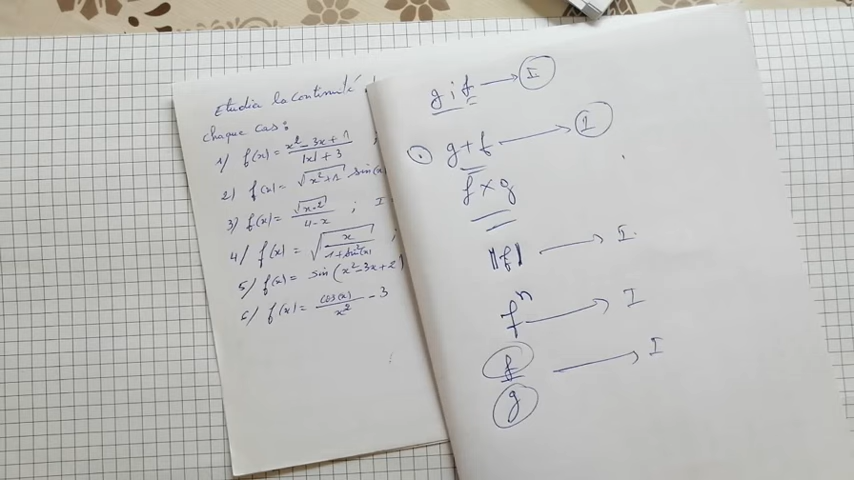 Etudia la continuité
chaque cas:
1) f(x) = (x² - 3x + 1) / (|x| + 3) ;
2) f(x) = √(x²+1) . sin(x)
3) f(x) = √(x-2) / (4-x) ; I
4) f(x) = √(x / (1+sin²(x))) ;
5) f(x) = sin(x² - 3x + 2)
6) f(x) = cos(x) / x² - 3
g ; f → I
g + f → I
f × g
|f| → I
fⁿ → I
f / g → I